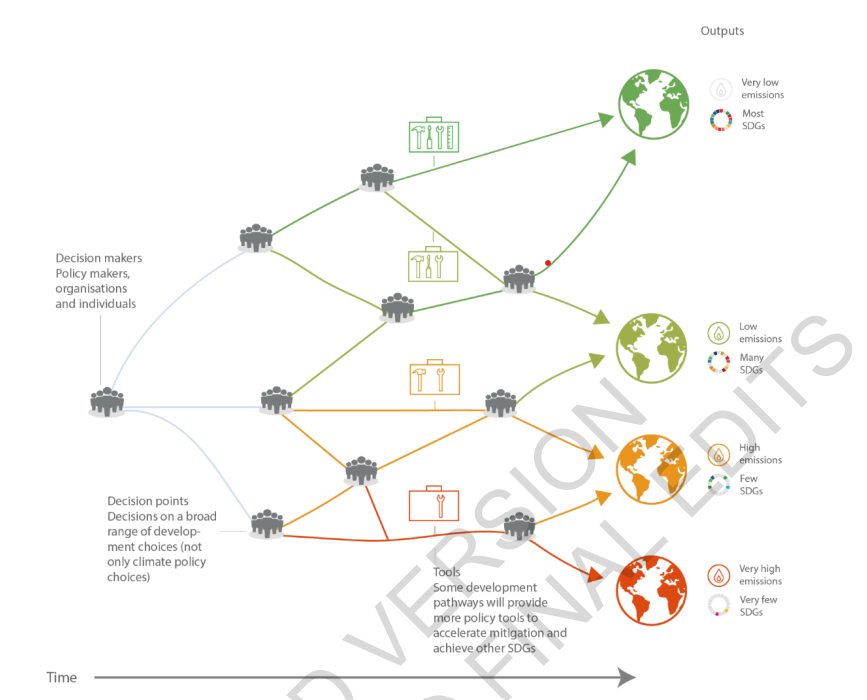 Outputs
Very low
emissions
Most
SDGs
Decision makers
Policy makers,
organisations
and individuals
Low
emissions
Many
SDGs
High
emissions
Few
SDGs
Decision points
Decisions on a broad
range of develop-
ment choices (not
only climate policy
choices)
Tools
Some development
pathways will provide
more policy tools to
accelerate mitigation and
achieve other SDGs
Very high
emissions
Very few
SDGs
Time
D VERSION
O FINAL EDITS